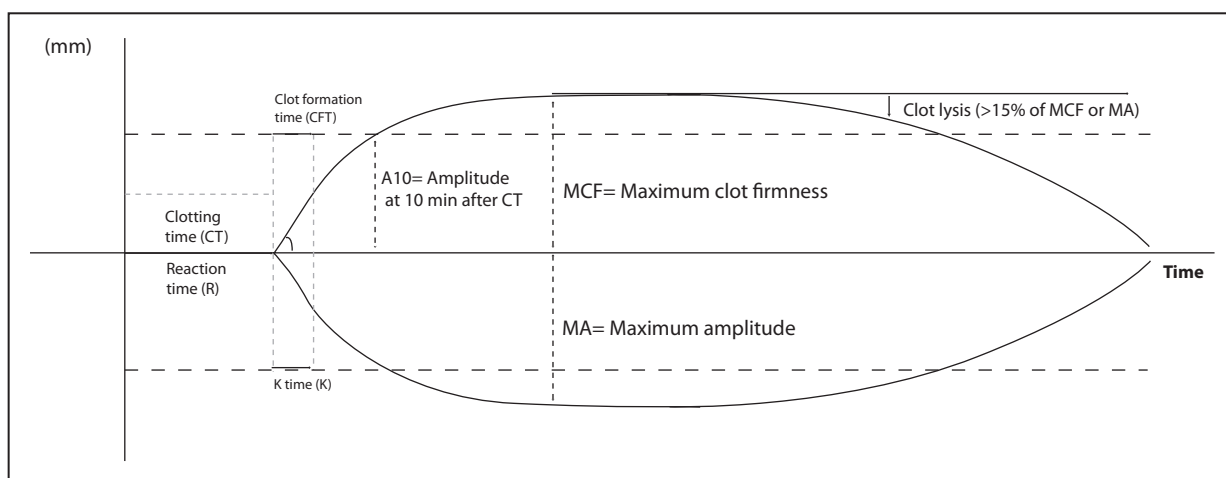 (mm)
Clot formation
time (CFT)
Clot lysis (>15% of MCF or MA)
A10= Amplitude
at 10 min after CT
MCF= Maximum clot firmness
Clotting
time (CT)
Reaction
time (R)
Time
MA= Maximum amplitude
K time (K)